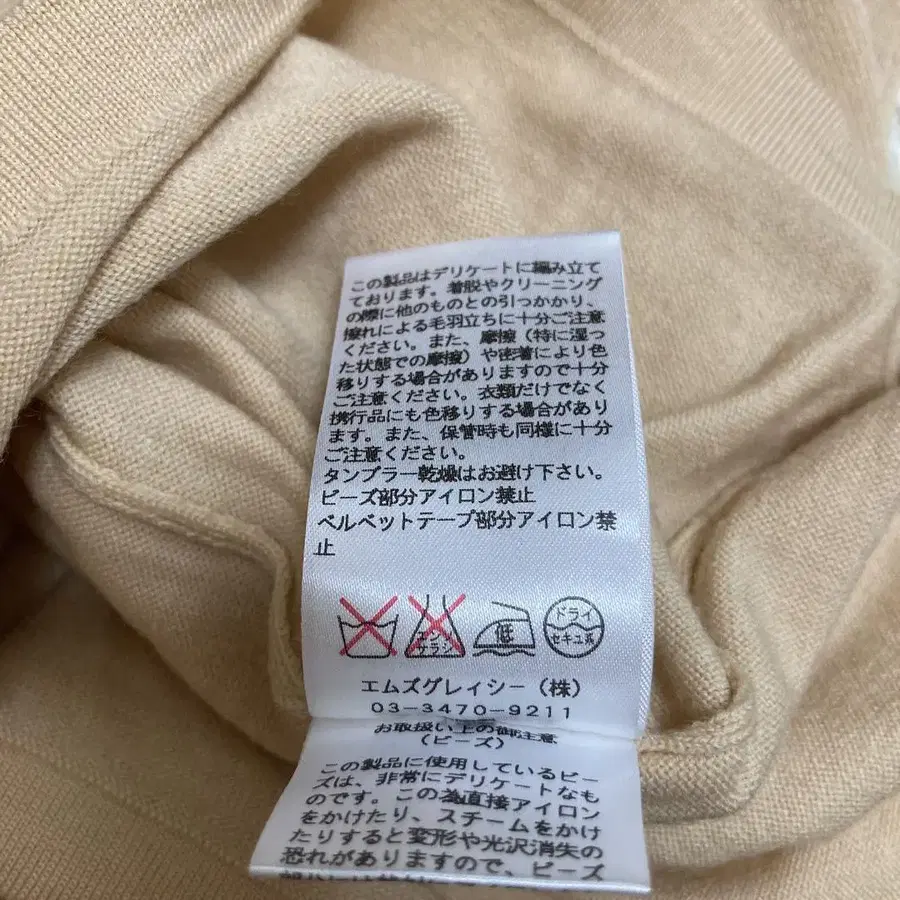 この製品はデリケートに編み立て
ております。着脱やクリーニング
の際に他のものとの引っかかり、
擦れによる毛羽立ちに十分ご注意
ください。また、摩擦（特に湿っ
た状態での摩擦）や密着により色
移りする場合がありますので十分
ご注意ください。衣類だけでなく
携行品にも色移りする場合があり
ます。また、保管時も同様に十分
ご注意ください。
タンブラー乾燥はお避け下さい。
ビーズ部分アイロン禁止
ベルベットテープ部分アイロン禁
止
エンソ
サラシ
低
ドライ
セキユ系
エムズグレイシー（株）
03-3470-9211
お取扱い上の御注意
（ビーズ）
この製品に使用しているビー
ズは、非常にデリケートなも
のです。この為直接アイロン
をかけたり、スチームをかけ
たりすると変形や光沢消失の
恐れがありますので、ビーズ